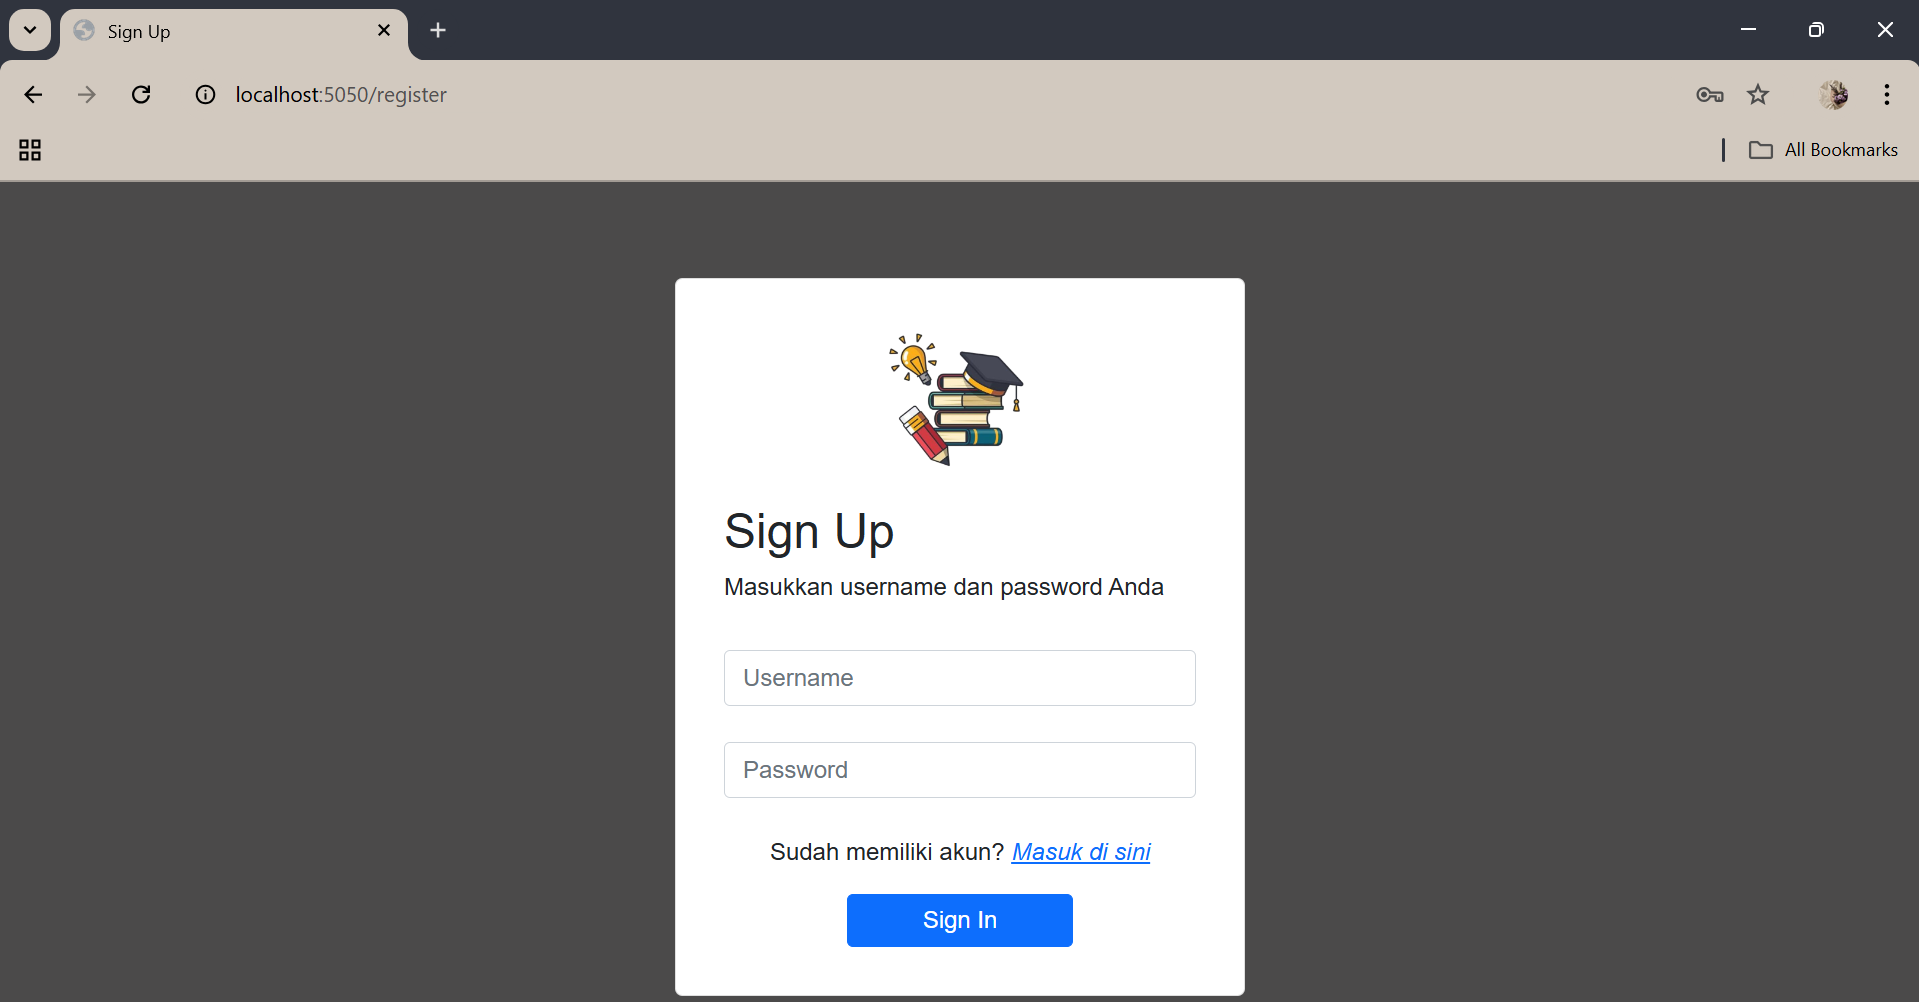 Sign Up
localhost:5050/register
All Bookmarks
Sign Up
Masukkan username dan password Anda
Username
Password
Sudah memiliki akun? Masuk di sini
Sign In